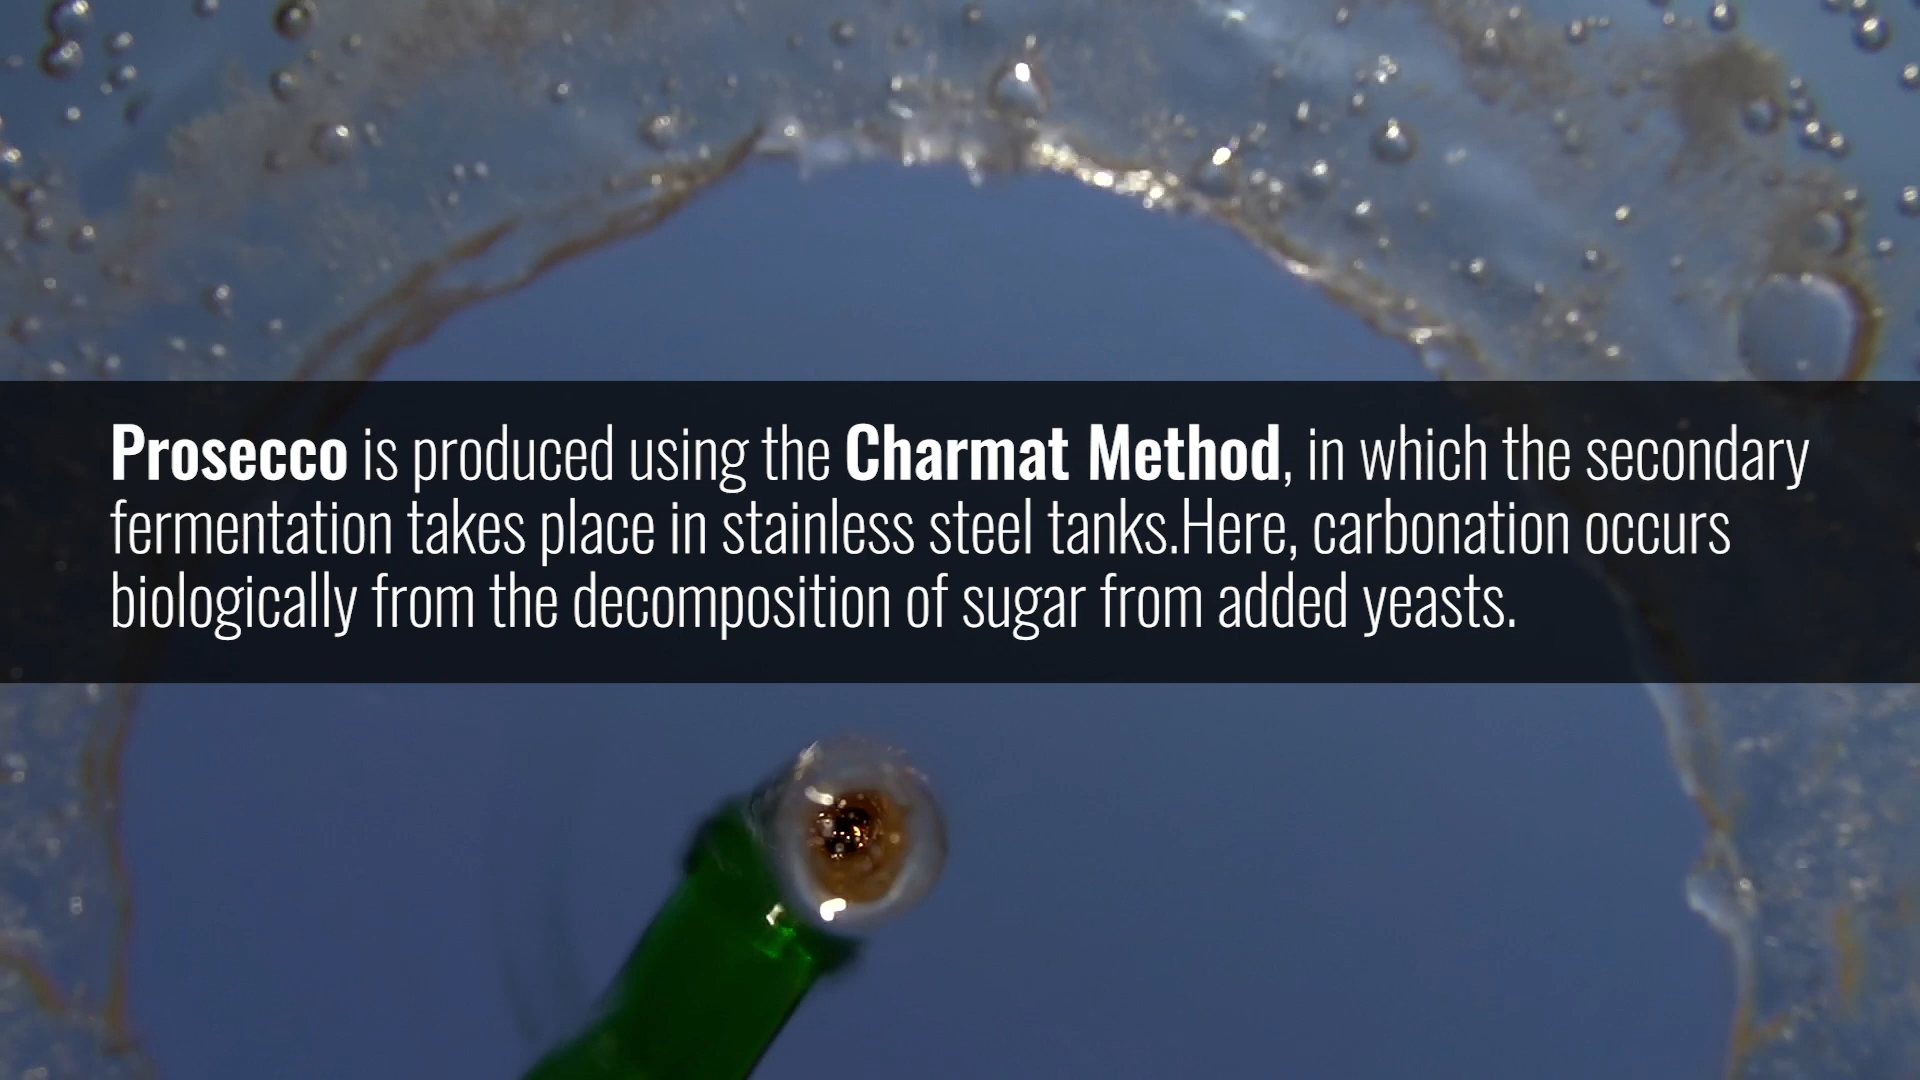 Prosecco is produced using the Charmat Method, in which the secondary
fermentation takes place in stainless steel tanks.Here, carbonation occurs
biologically from the decomposition of sugar from added yeasts.